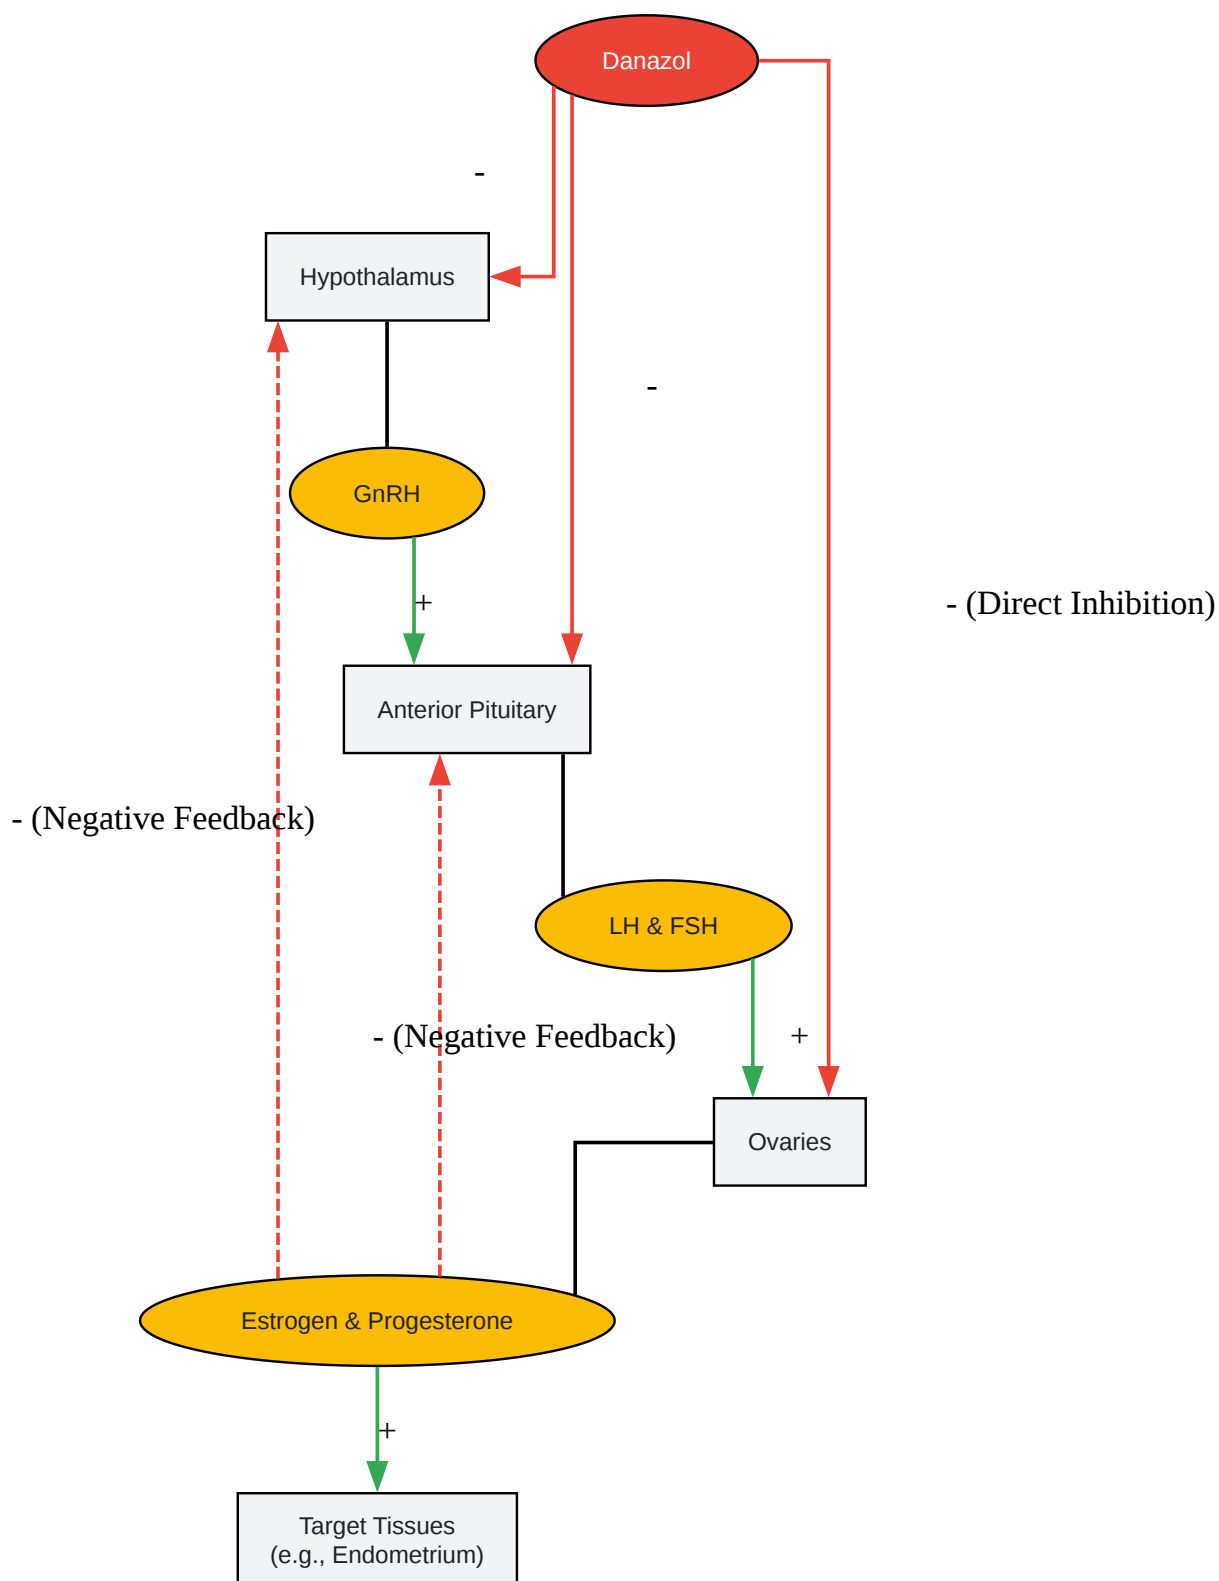 Danazol
-
Hypothalamus
-
GnRH
+
- (Direct Inhibition)
Anterior Pituitary
- (Negative Feedback)
LH & FSH
- (Negative Feedback)
+
Ovaries
Estrogen & Progesterone
+
Target Tissues
(e.g., Endometrium)